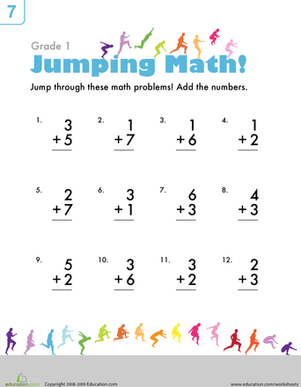 7
Grade 1
Jumping Math!
Jump through these math problems! Add the numbers.
1. 3 2. 1 3. 1 4. 1
+ 5 + 7 + 6 + 2
5. 2 6. 3 7. 6 8. 4
+ 7 + 1 + 3 + 3
9. 5 10. 3 11. 3 12. 2
+ 2 + 6 + 2 + 3
education.com Copyright 2008-2009 Education.com www.education.com/worksheets